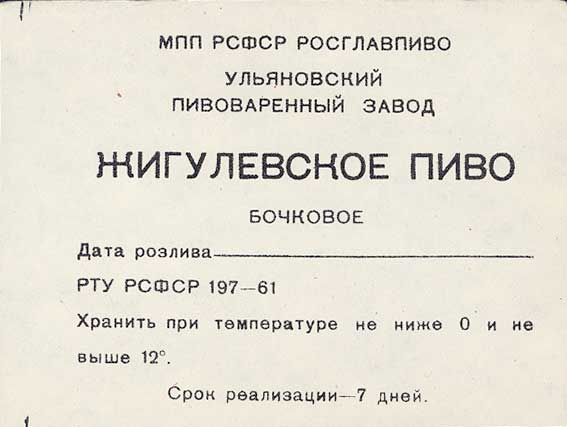 МПП РСФСР РОСГЛАВПИВО
УЛЬЯНОВСКИЙ
ПИВОВАРЕННЫЙ ЗАВОД
ЖИГУЛЕВСКОЕ ПИВО
БОЧКОВОЕ
Дата розлива
РТУ РСФСР 197—61
Хранить при температуре не ниже 0 и не
выше 12°.
Срок реализации—7 дней.